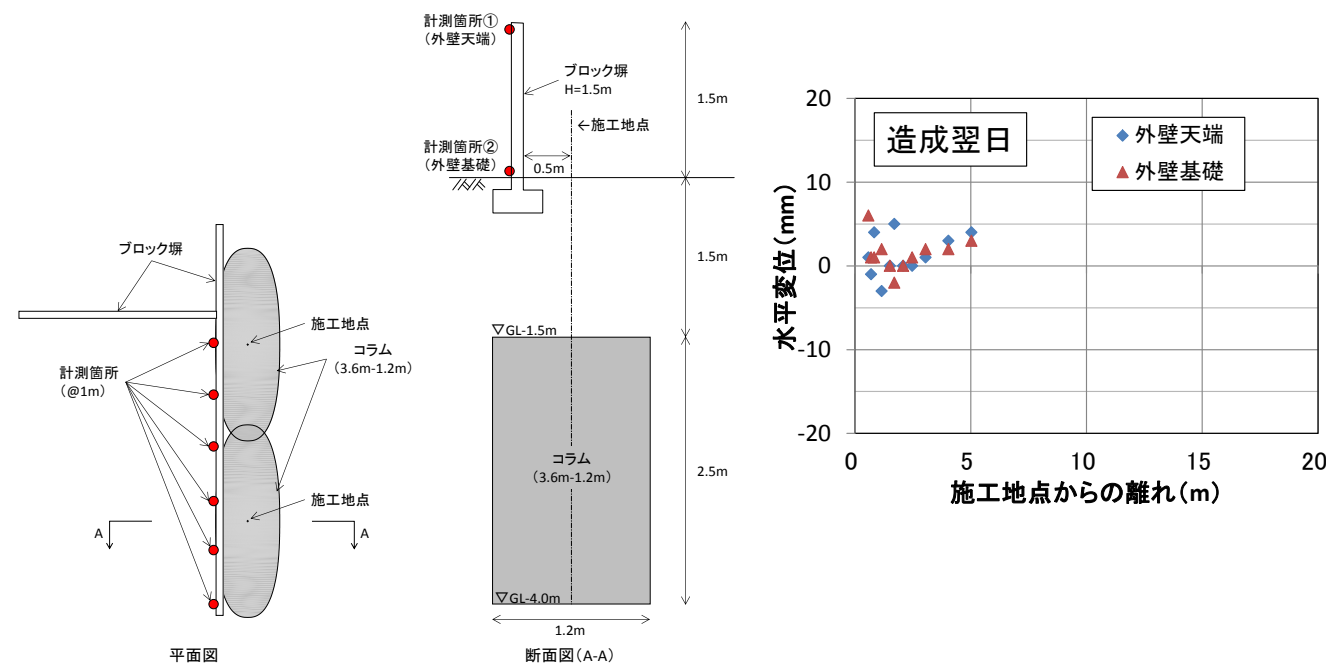 ブロック塀
施工地点
コラム
(3.6m-1.2m)
計測箇所
(@1m)
施工地点
A
A
平面図
計測箇所①
(外壁天端)
ブロック塀
H=1.5m
←施工地点
計測箇所②
(外壁基礎)
0.5m
1.5m
1.5m
▽GL-1.5m
コラム
(3.6m-1.2m)
2.5m
▽GL-4.0m
1.2m
断面図(A-A)
造成翌日
外壁天端
外壁基礎
水平変位(mm)
20
10
0
-10
-20
0
5
10
15
20
施工地点からの離れ(m)